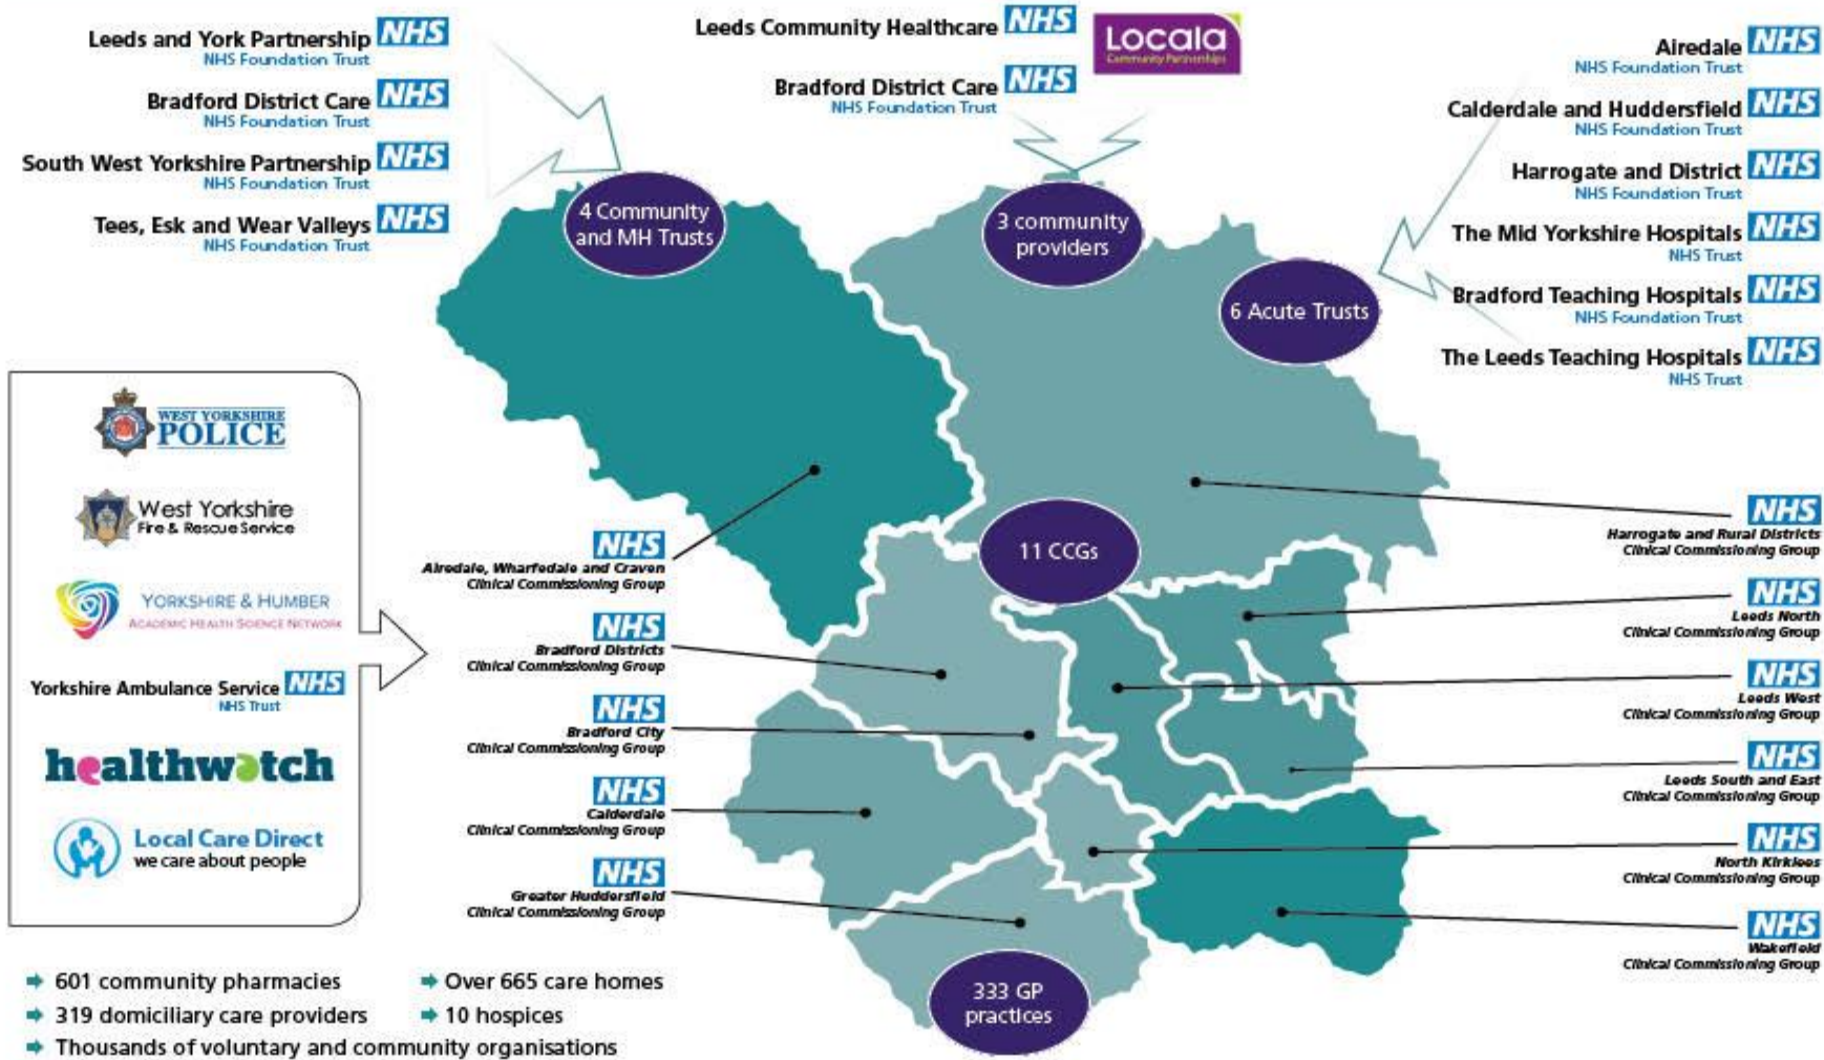 Leeds and York Partnership NHS
NHS Foundation Trust
Bradford District Care NHS
NHS Foundation Trust
South West Yorkshire Partnership NHS
NHS Foundation Trust
Tees, Esk and Wear Valleys NHS
NHS Foundation Trust
Leeds Community Healthcare NHS
Locala
Community Partnerships
Bradford District Care NHS
NHS Foundation Trust
Airedale NHS
NHS Foundation Trust
Calderdale and Huddersfield NHS
NHS Foundation Trust
Harrogate and District NHS
NHS Foundation Trust
The Mid Yorkshire Hospitals NHS
NHS Trust
Bradford Teaching Hospitals NHS
NHS Foundation Trust
The Leeds Teaching Hospitals NHS
NHS Trust
4 Community
and MH Trusts
3 community
providers
6 Acute Trusts
11 CCGs
333 GP
practices
WEST YORKSHIRE
POLICE
West Yorkshire
Fire & Rescue Service
YORKSHIRE & HUMBER
ACADEMIC HEALTH SCIENCE NETWORK
Yorkshire Ambulance Service NHS
NHS Trust
healthwatch
Local Care Direct
we care about people
NHS
Airedale, Wharfedale and Craven
Clinical Commissioning Group
NHS
Bradford Districts
Clinical Commissioning Group
NHS
Bradford City
Clinical Commissioning Group
NHS
Calderdale
Clinical Commissioning Group
NHS
Greater Huddersfield
Clinical Commissioning Group
NHS
Harrogate and Rural Districts
Clinical Commissioning Group
NHS
Leeds North
Clinical Commissioning Group
NHS
Leeds West
Clinical Commissioning Group
NHS
Leeds South and East
Clinical Commissioning Group
NHS
North Kirklees
Clinical Commissioning Group
NHS
Wakefield
Clinical Commissioning Group
601 community pharmacies
319 domiciliary care providers
Thousands of voluntary and community organisations
Over 665 care homes
10 hospices